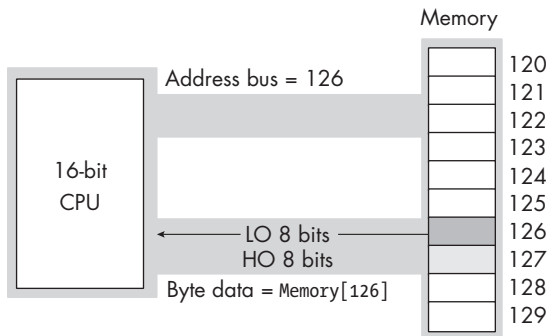 Memory
Address bus = 126
120
121
122
123
124
125
126
127
128
129
16-bit
CPU
LO 8 bits
HO 8 bits
Byte data = Memory[126]